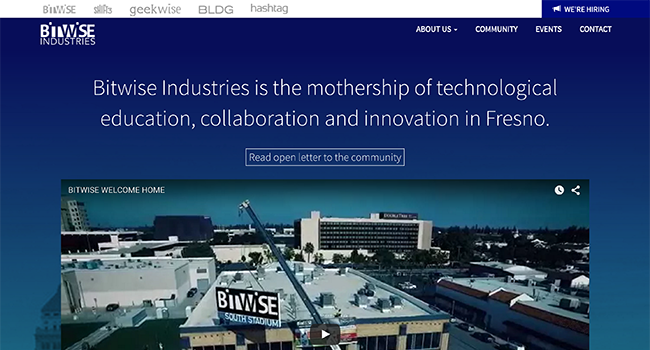 BiTWiSE
geekwise
BLDG
hashtag
WE'RE HIRING
BiTWiSE
INDUSTRIES
ABOUT US
COMMUNITY
EVENTS
CONTACT
Bitwise Industries is the mothership of technological
education, collaboration and innovation in Fresno.
Read open letter to the community
BITWISE WELCOME HOME
DOUBLETREE
BiTWiSE
SOUTH STADIUM